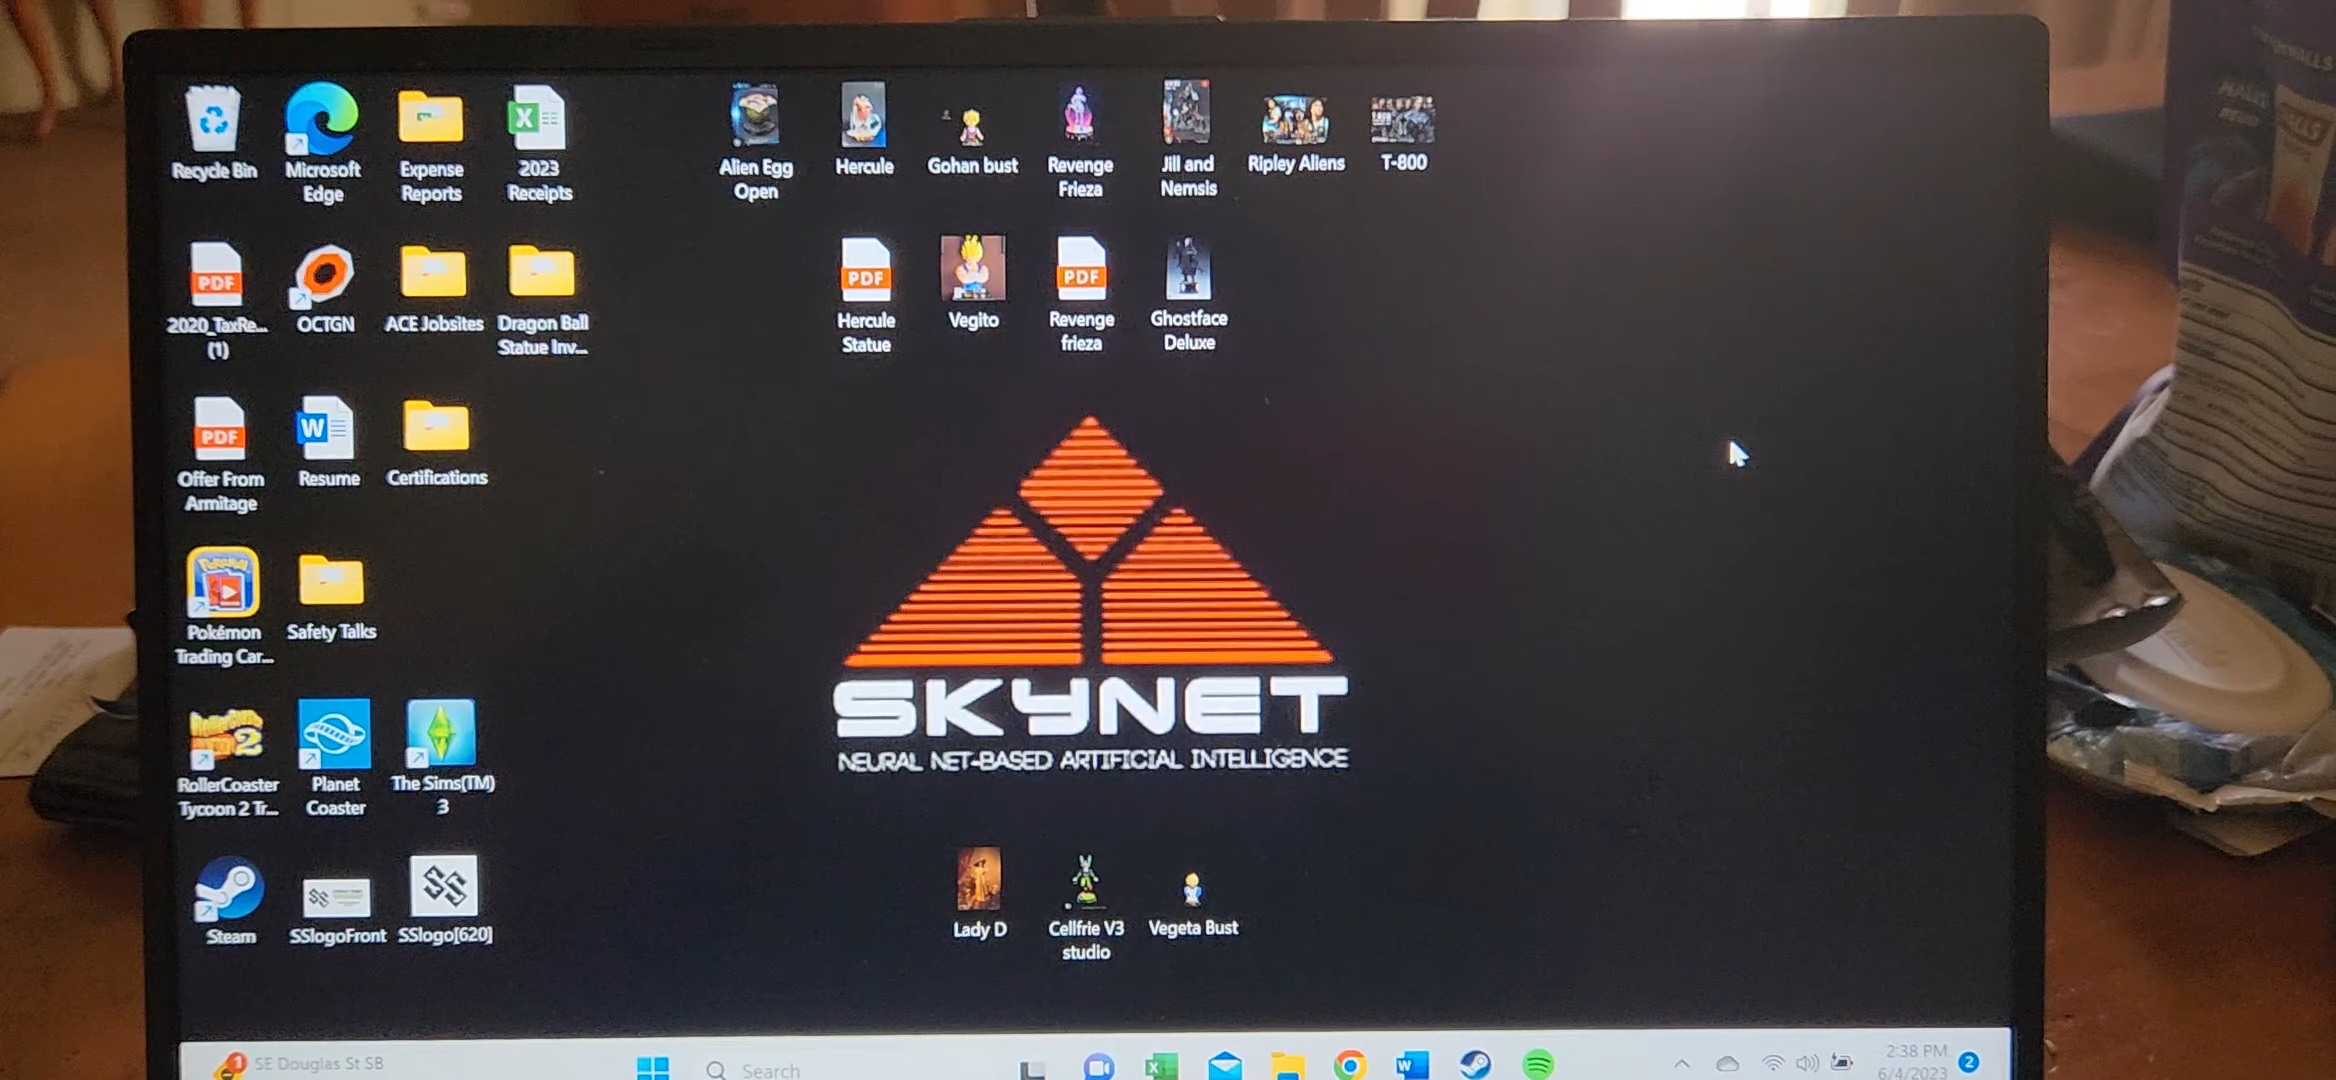 Recycle Bin
Microsoft
Edge
Expense
Reports
2023
Receipts
Alien Egg
Open
Hercule
Gohan bust
Revenge
Frieza
Jill and
Nemsis
Ripley Aliens
T-800
PDF
2020_TaxRe...
(1)
OCTGN
ACE Jobsites
Dragon Ball
Statue Inv...
PDF
Hercule
Statue
Vegito
PDF
Revenge
frieza
Ghostface
Deluxe
PDF
Offer From
Armitage
W
Resume
Certifications
Pokémon
Trading Car...
Safety Talks
SKYNET
NEURAL NET-BASED ARTIFICIAL INTELLIGENCE
RollerCoaster
Tycoon 2 Tr...
Planet
Coaster
The Sims(TM)
3
Steam
SSlogoFront
SSlogo[620]
Lady D
Cellfrie V3
studio
Vegeta Bust
1
SE Douglas St SB
Search
2:38 PM
6/4/2023
2